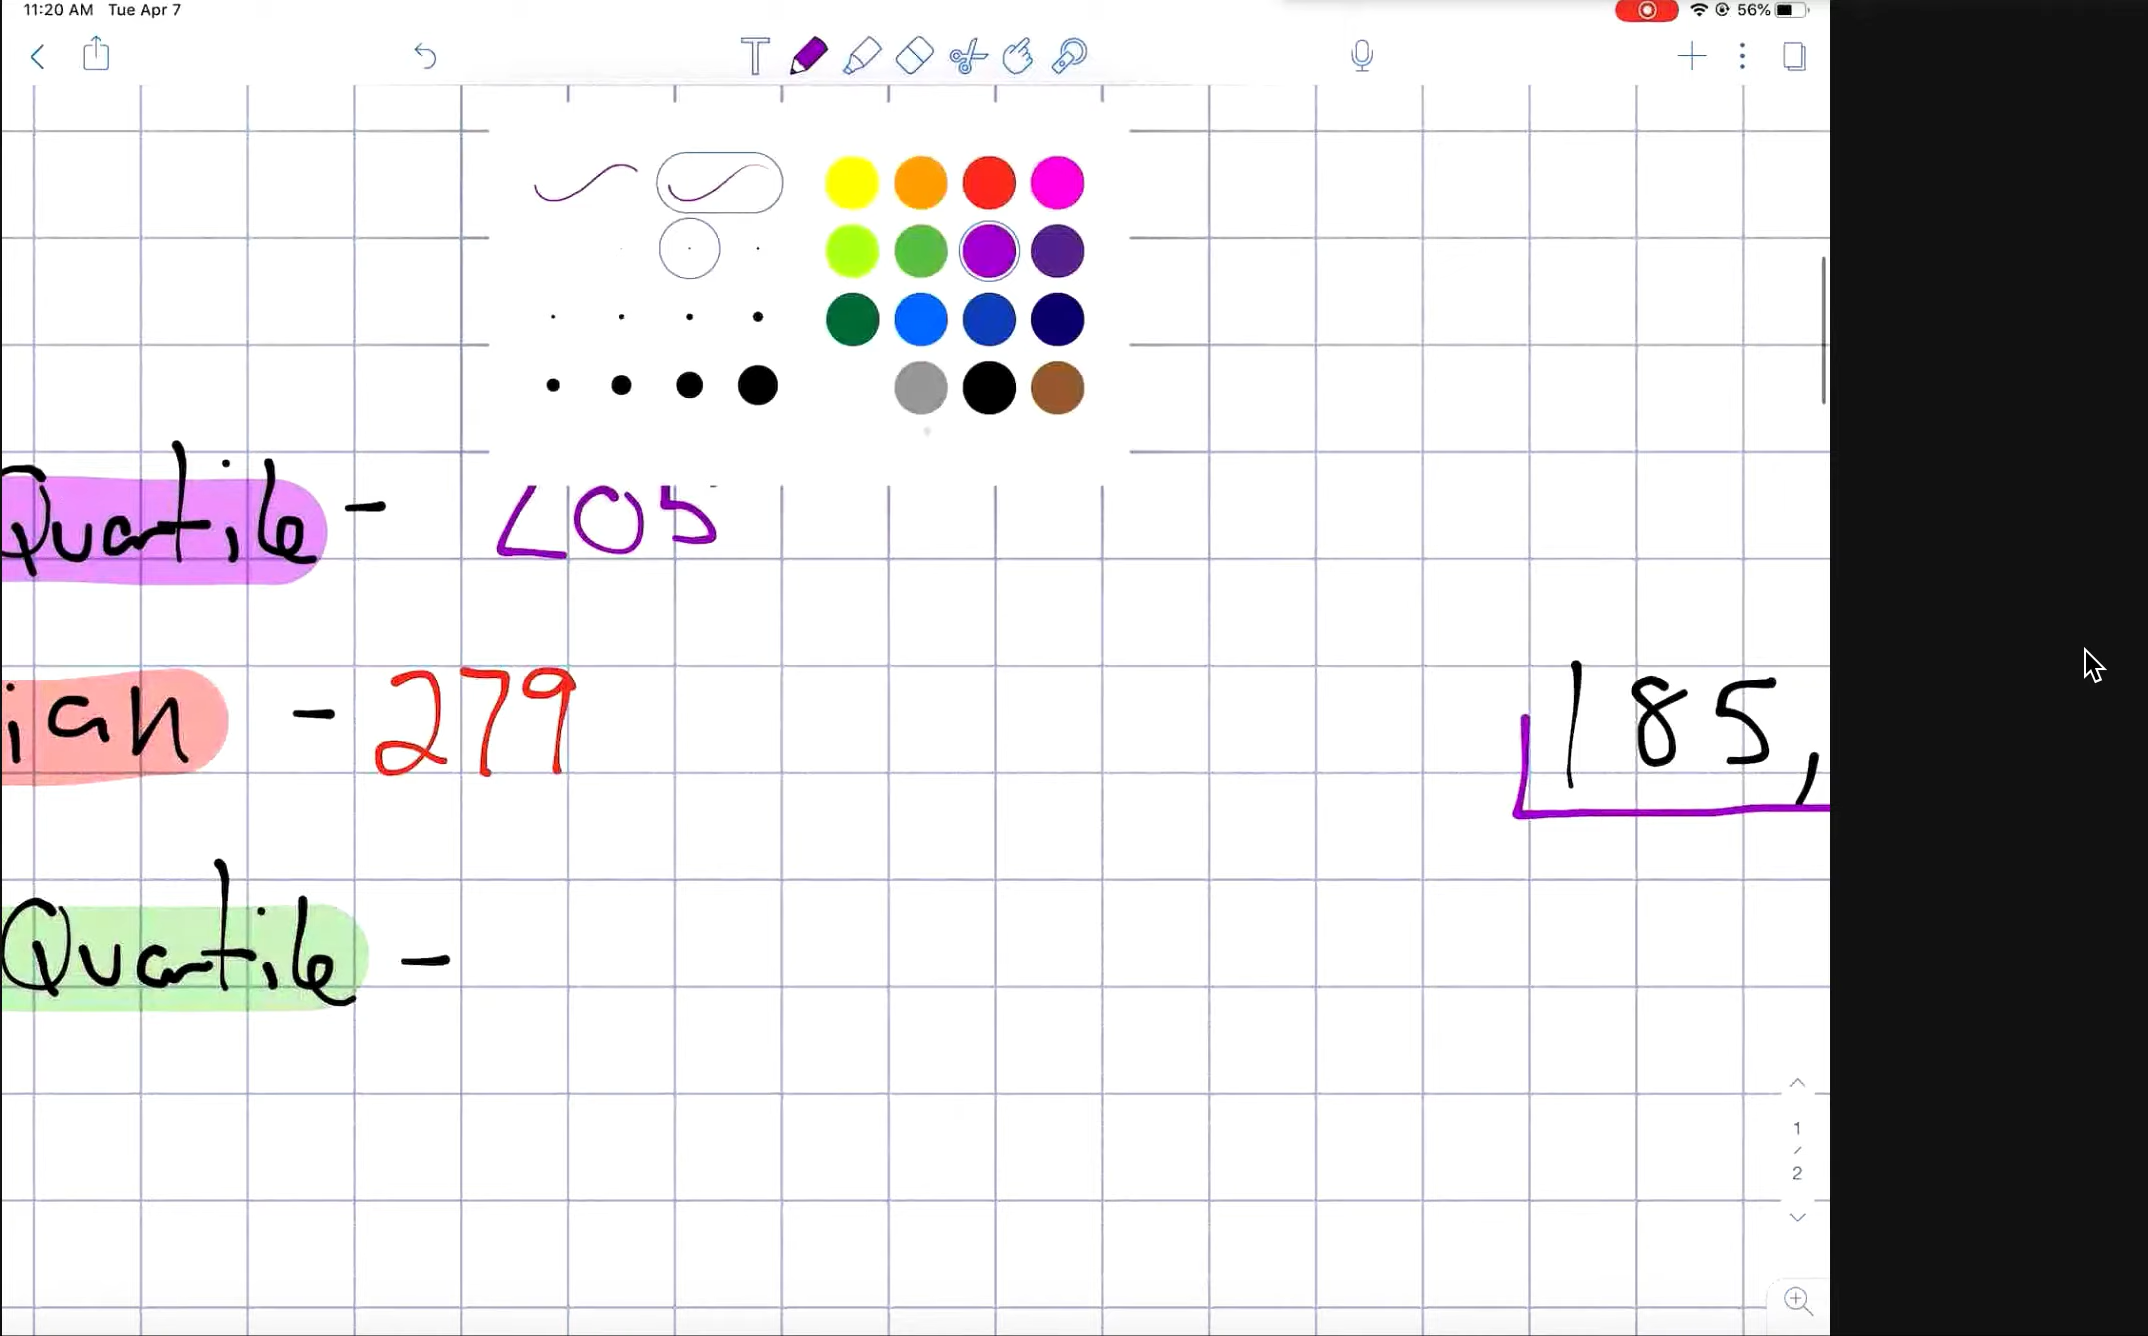 11:20 AM Tue Apr 7
56%
T
Quartile - 205
ian - 279
185,
Quartile -
1
/
2